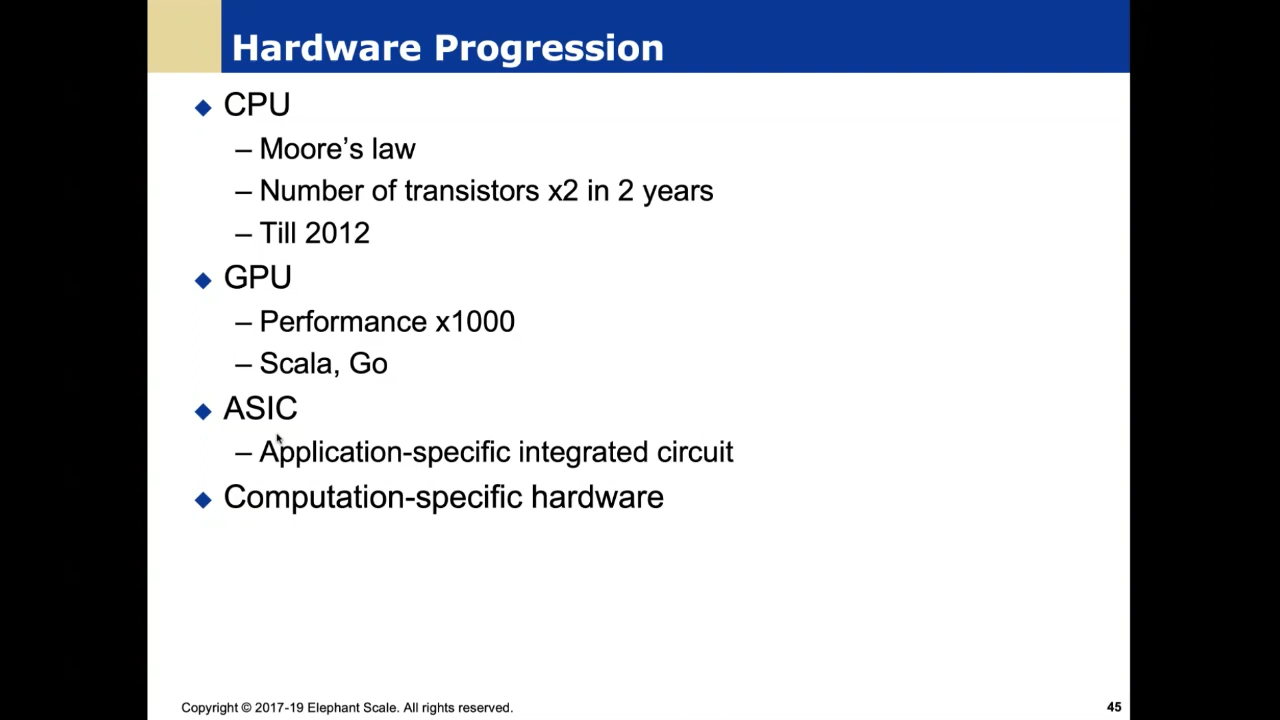 Hardware Progression
CPU
– Moore’s law
– Number of transistors x2 in 2 years
– Till 2012
GPU
– Performance x1000
– Scala, Go
ASIC
– Application-specific integrated circuit
Computation-specific hardware
Copyright © 2017-19 Elephant Scale. All rights reserved.
45